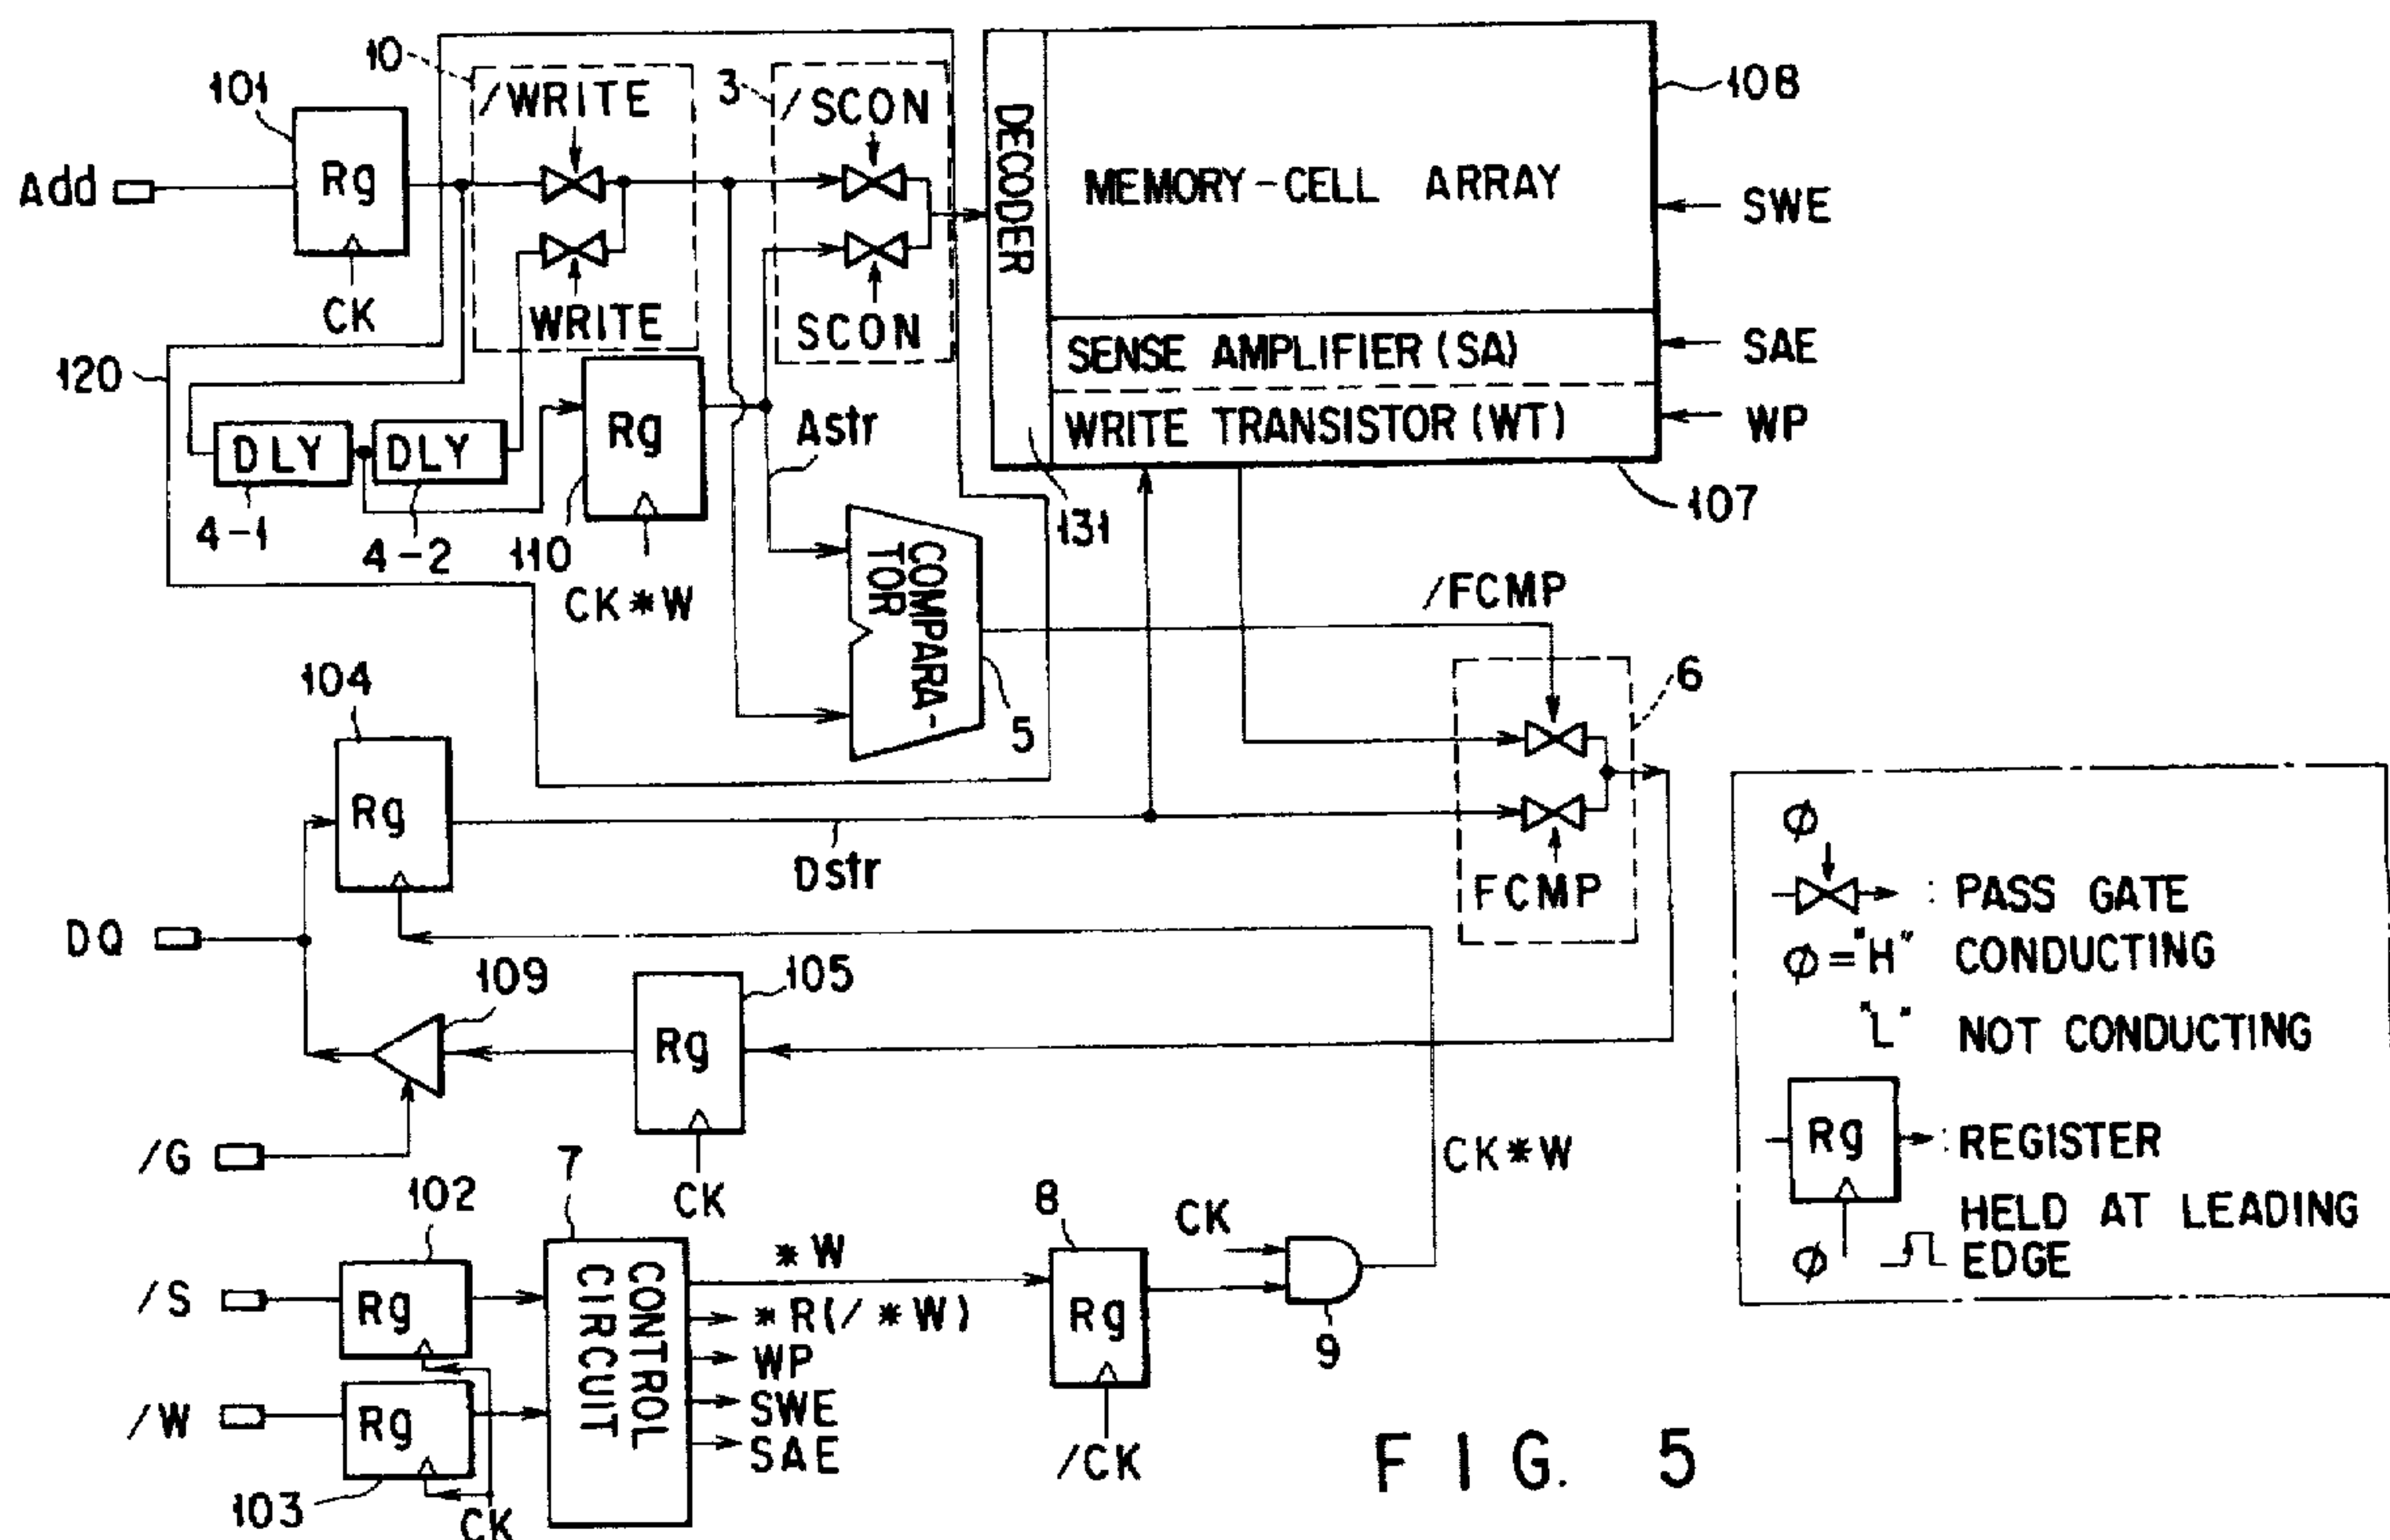 10
/WRITE
3
/SCON
101
Rg
Add
CK
WRITE
SCON
DECODER
MEMORY-CELL ARRAY
108
SWE
SENSE AMPLIFIER (SA)
SAE
WRITE TRANSISTOR (WT)
WP
107
131
120
DLY
DLY
4-1
4-2
Rg
110
CK*W
Astr
COMPARA-
TOR
5
/FCMP
6
FCMP
104
Rg
Dstr
DQ
109
105
Rg
CK
/G
CK*W
102
/S
Rg
/W
Rg
103
CK
7
CONTROL
CIRCUIT
*W
*R(/*W)
WP
SWE
SAE
8
Rg
/CK
CK
9
Ø
: PASS GATE
Ø="H" CONDUCTING
"L" NOT CONDUCTING
Rg
: REGISTER
HELD AT LEADING
Ø EDGE
FIG. 5